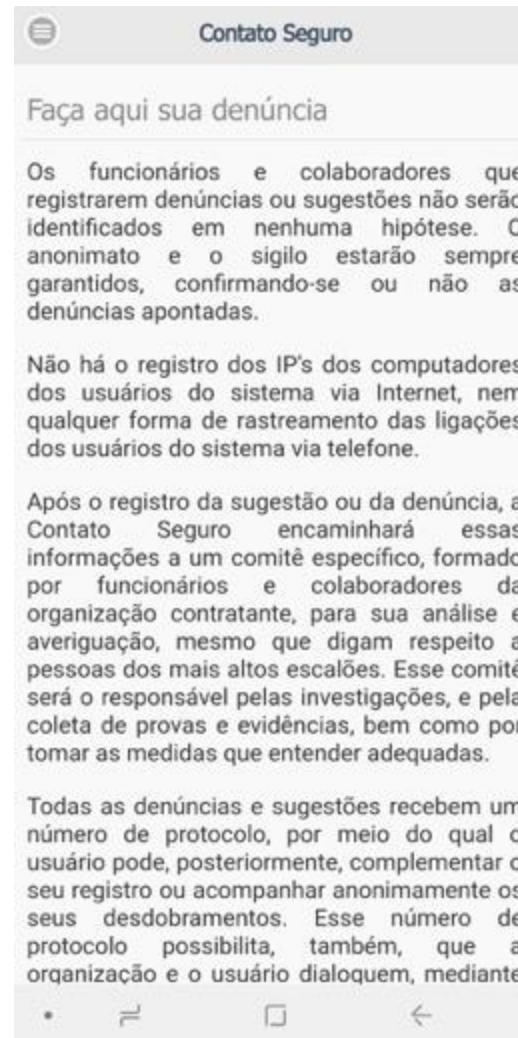 Contato Seguro
Faça aqui sua denúncia
Os funcionários e colaboradores que
registrarem denúncias ou sugestões não serão
identificados em nenhuma hipótese. O
anonimato e o sigilo estarão sempre
garantidos, confirmando-se ou não as
denúncias apontadas.
Não há o registro dos IP's dos computadores
dos usuários do sistema via Internet, nem
qualquer forma de rastreamento das ligações
dos usuários do sistema via telefone.
Após o registro da sugestão ou da denúncia, a
Contato Seguro encaminhará essas
informações a um comitê específico, formado
por funcionários e colaboradores da
organização contratante, para sua análise e
averiguação, mesmo que digam respeito a
pessoas dos mais altos escalões. Esse comitê
será o responsável pelas investigações, e pela
coleta de provas e evidências, bem como por
tomar as medidas que entender adequadas.
Todas as denúncias e sugestões recebem um
número de protocolo, por meio do qual o
usuário pode, posteriormente, complementar o
seu registro ou acompanhar anonimamente os
seus desdobramentos. Esse número de
protocolo possibilita, também, que a
organização e o usuário dialoguem, mediante